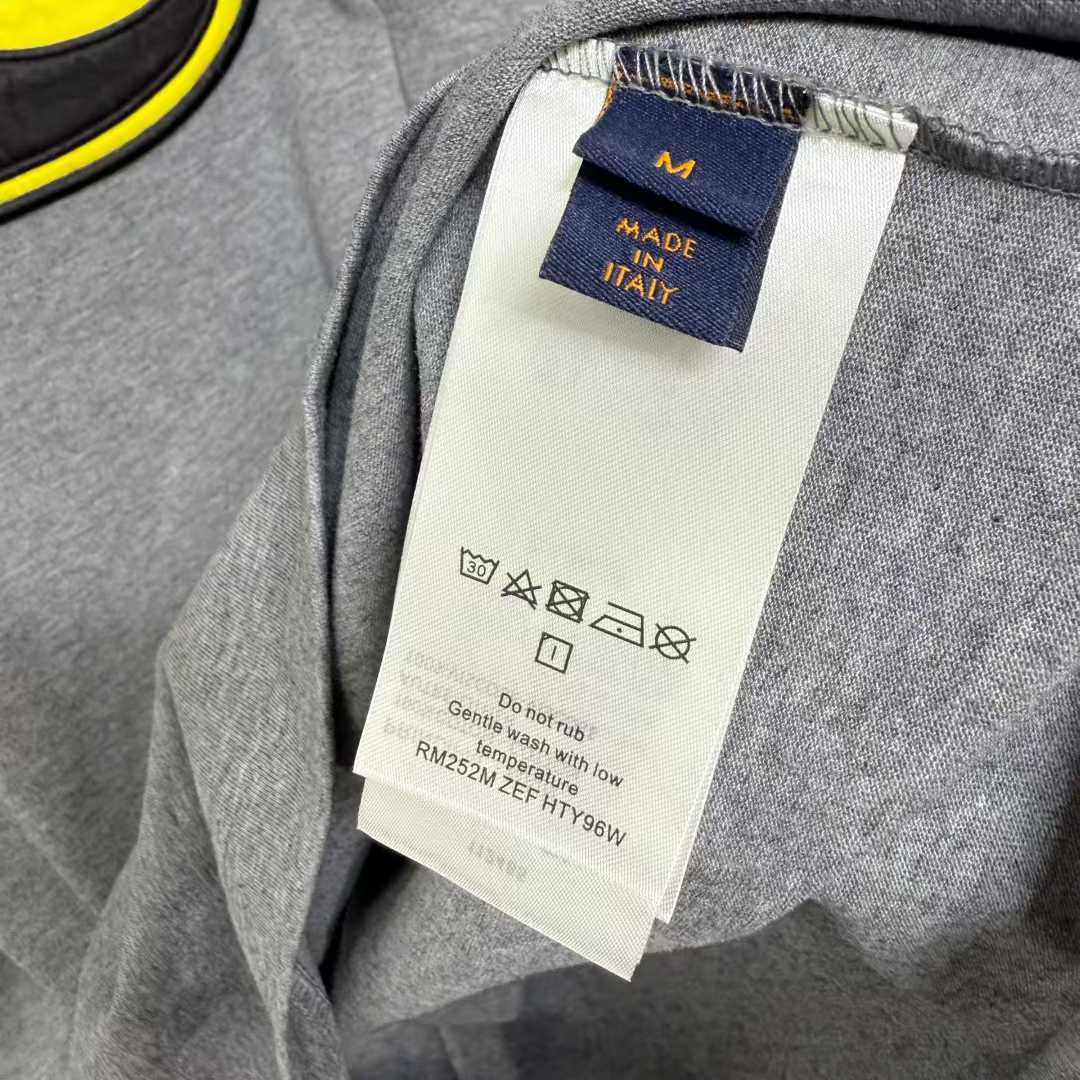 M
MADE
IN
ITALY
30
Do not rub
Gentle wash with low
temperature
RM252M ZEF HTY96W